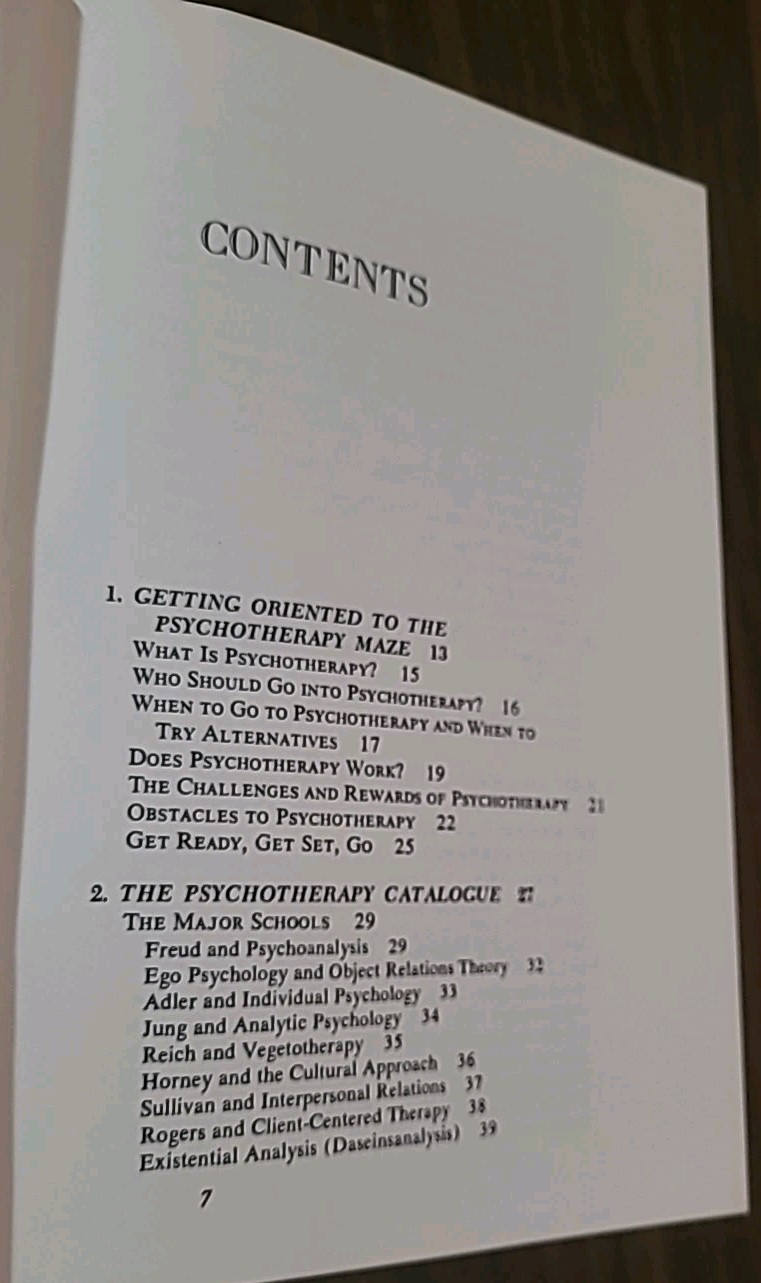 CONTENTS
1. GETTING ORIENTED TO THE
PSYCHOTHERAPY MAZE 13
WHAT IS PSYCHOTHERAPY? 15
WHO SHOULD GO INTO PSYCHOTHERAPY? 16
WHEN TO GO TO PSYCHOTHERAPY AND WHEN TO
TRY ALTERNATIVES 17
DOES PSYCHOTHERAPY WORK? 19
THE CHALLENGES AND REWARDS OF PSYCHOTHERAPY 21
OBSTACLES TO PSYCHOTHERAPY 22
GET READY, GET SET, GO 25
2. THE PSYCHOTHERAPY CATALOGUE 27
THE MAJOR SCHOOLS 29
Freud and Psychoanalysis 29
Ego Psychology and Object Relations Theory 32
Adler and Individual Psychology 33
Jung and Analytic Psychology 34
Reich and Vegetotherapy 35
Horney and the Cultural Approach 36
Sullivan and Interpersonal Relations 37
Rogers and Client-Centered Therapy 38
Existential Analysis (Daseinsanalysis) 39
7